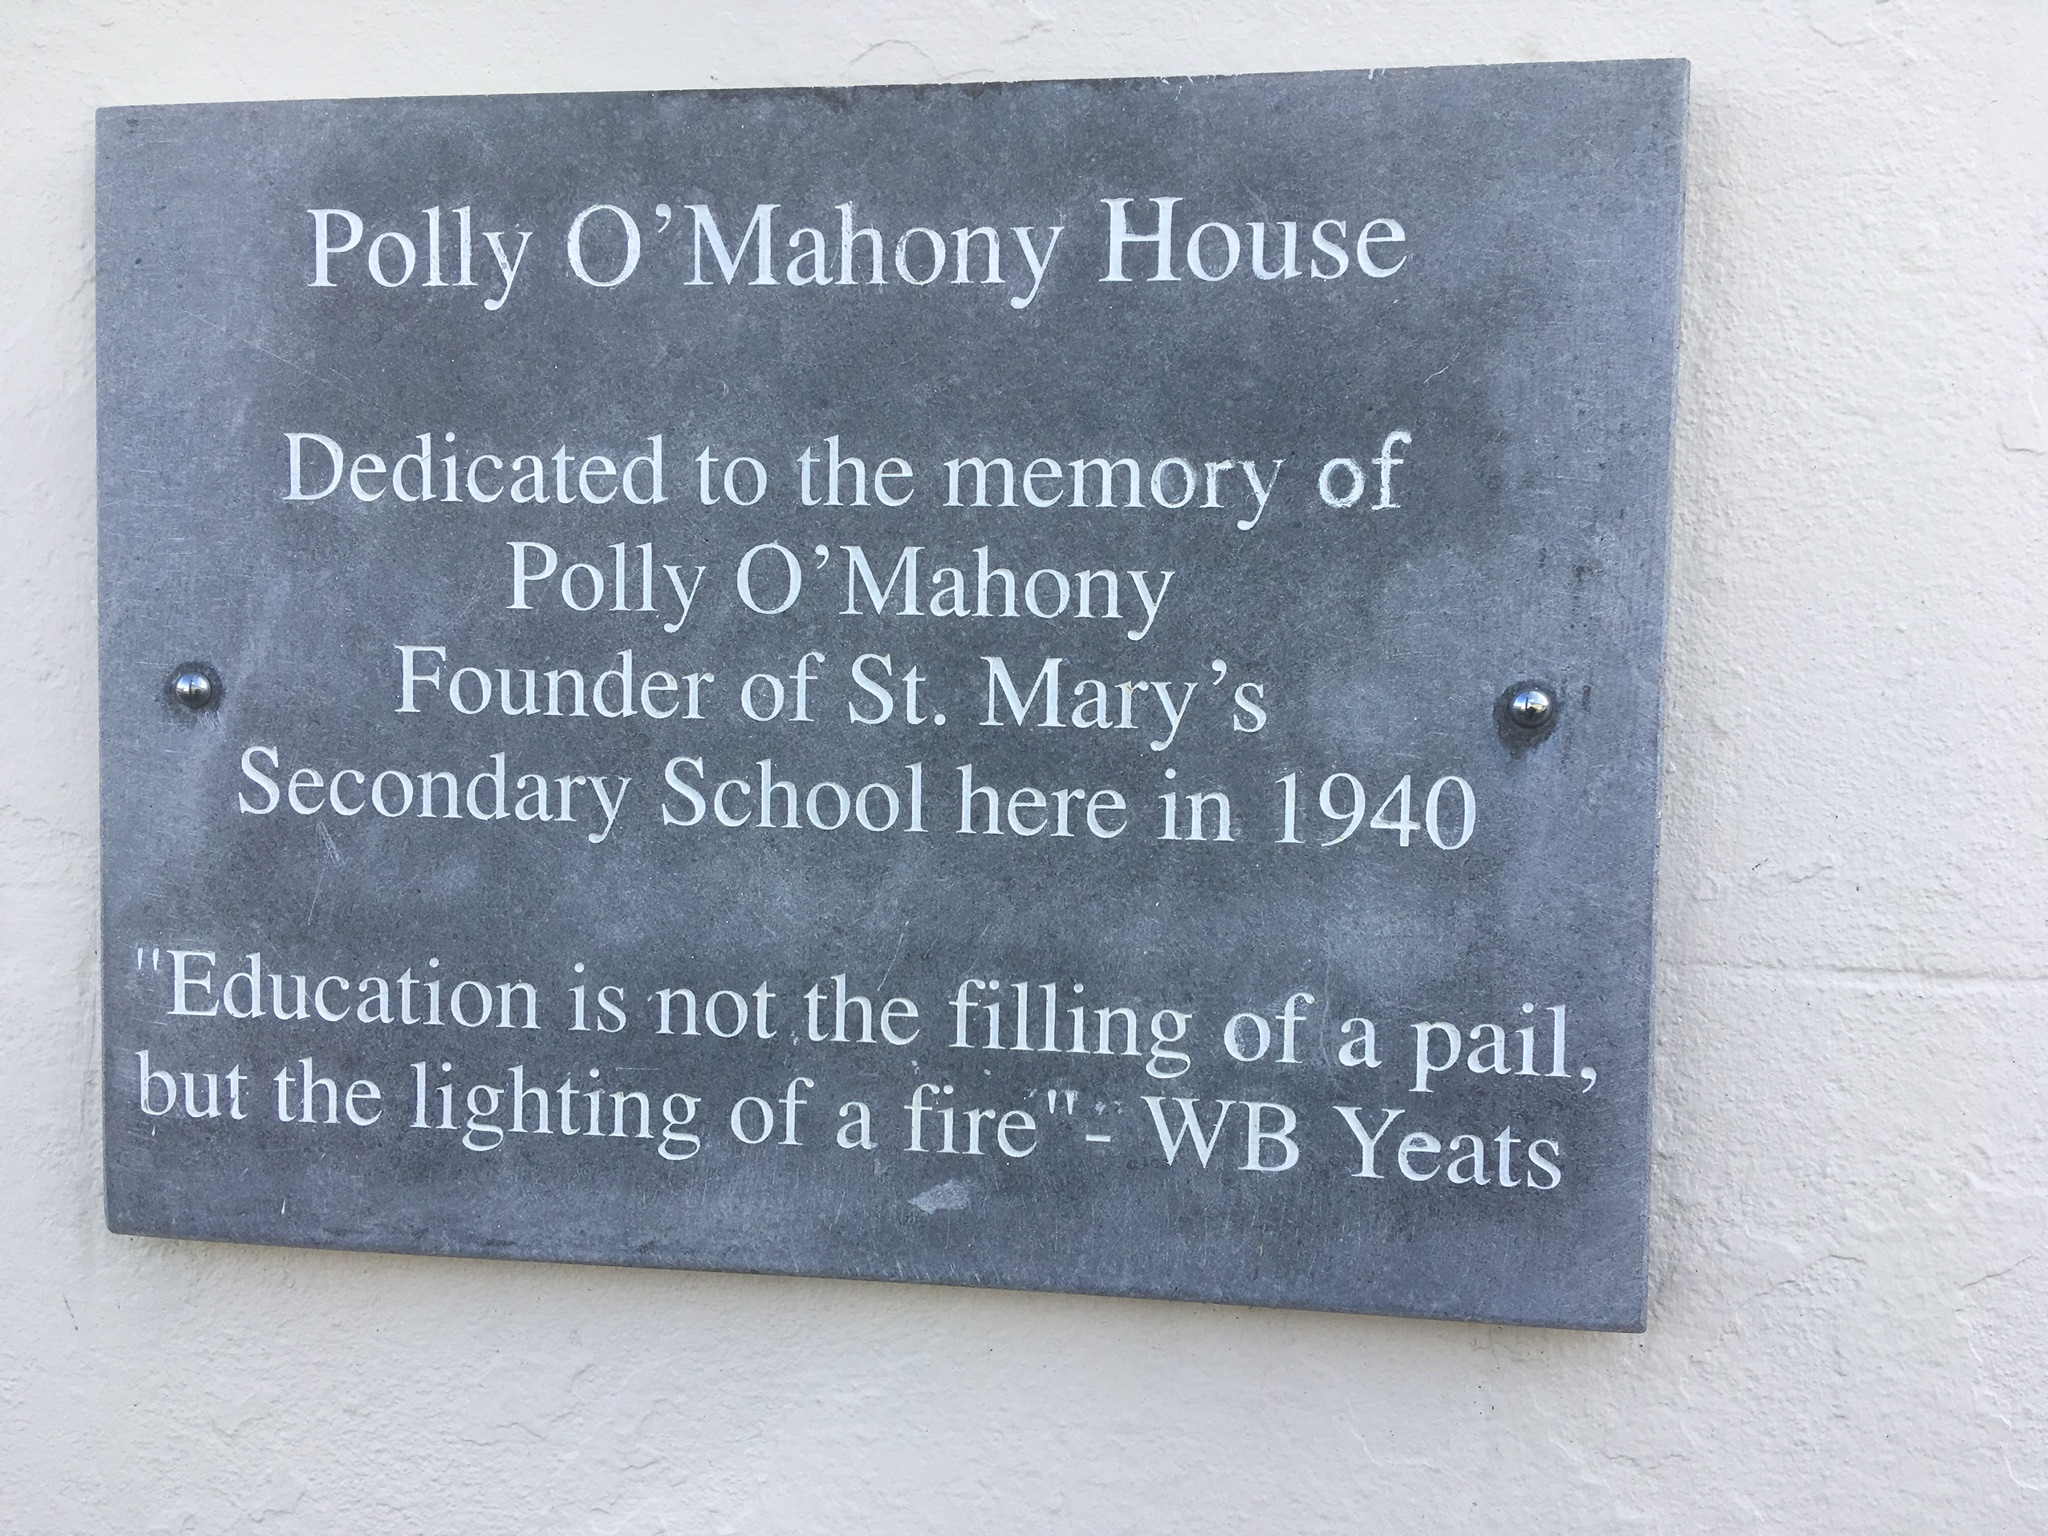 Polly O’Mahony House
Dedicated to the memory of
Polly O’Mahony
Founder of St. Mary’s
Secondary School here in 1940
"Education is not the filling of a pail,
but the lighting of a fire"- WB Yeats